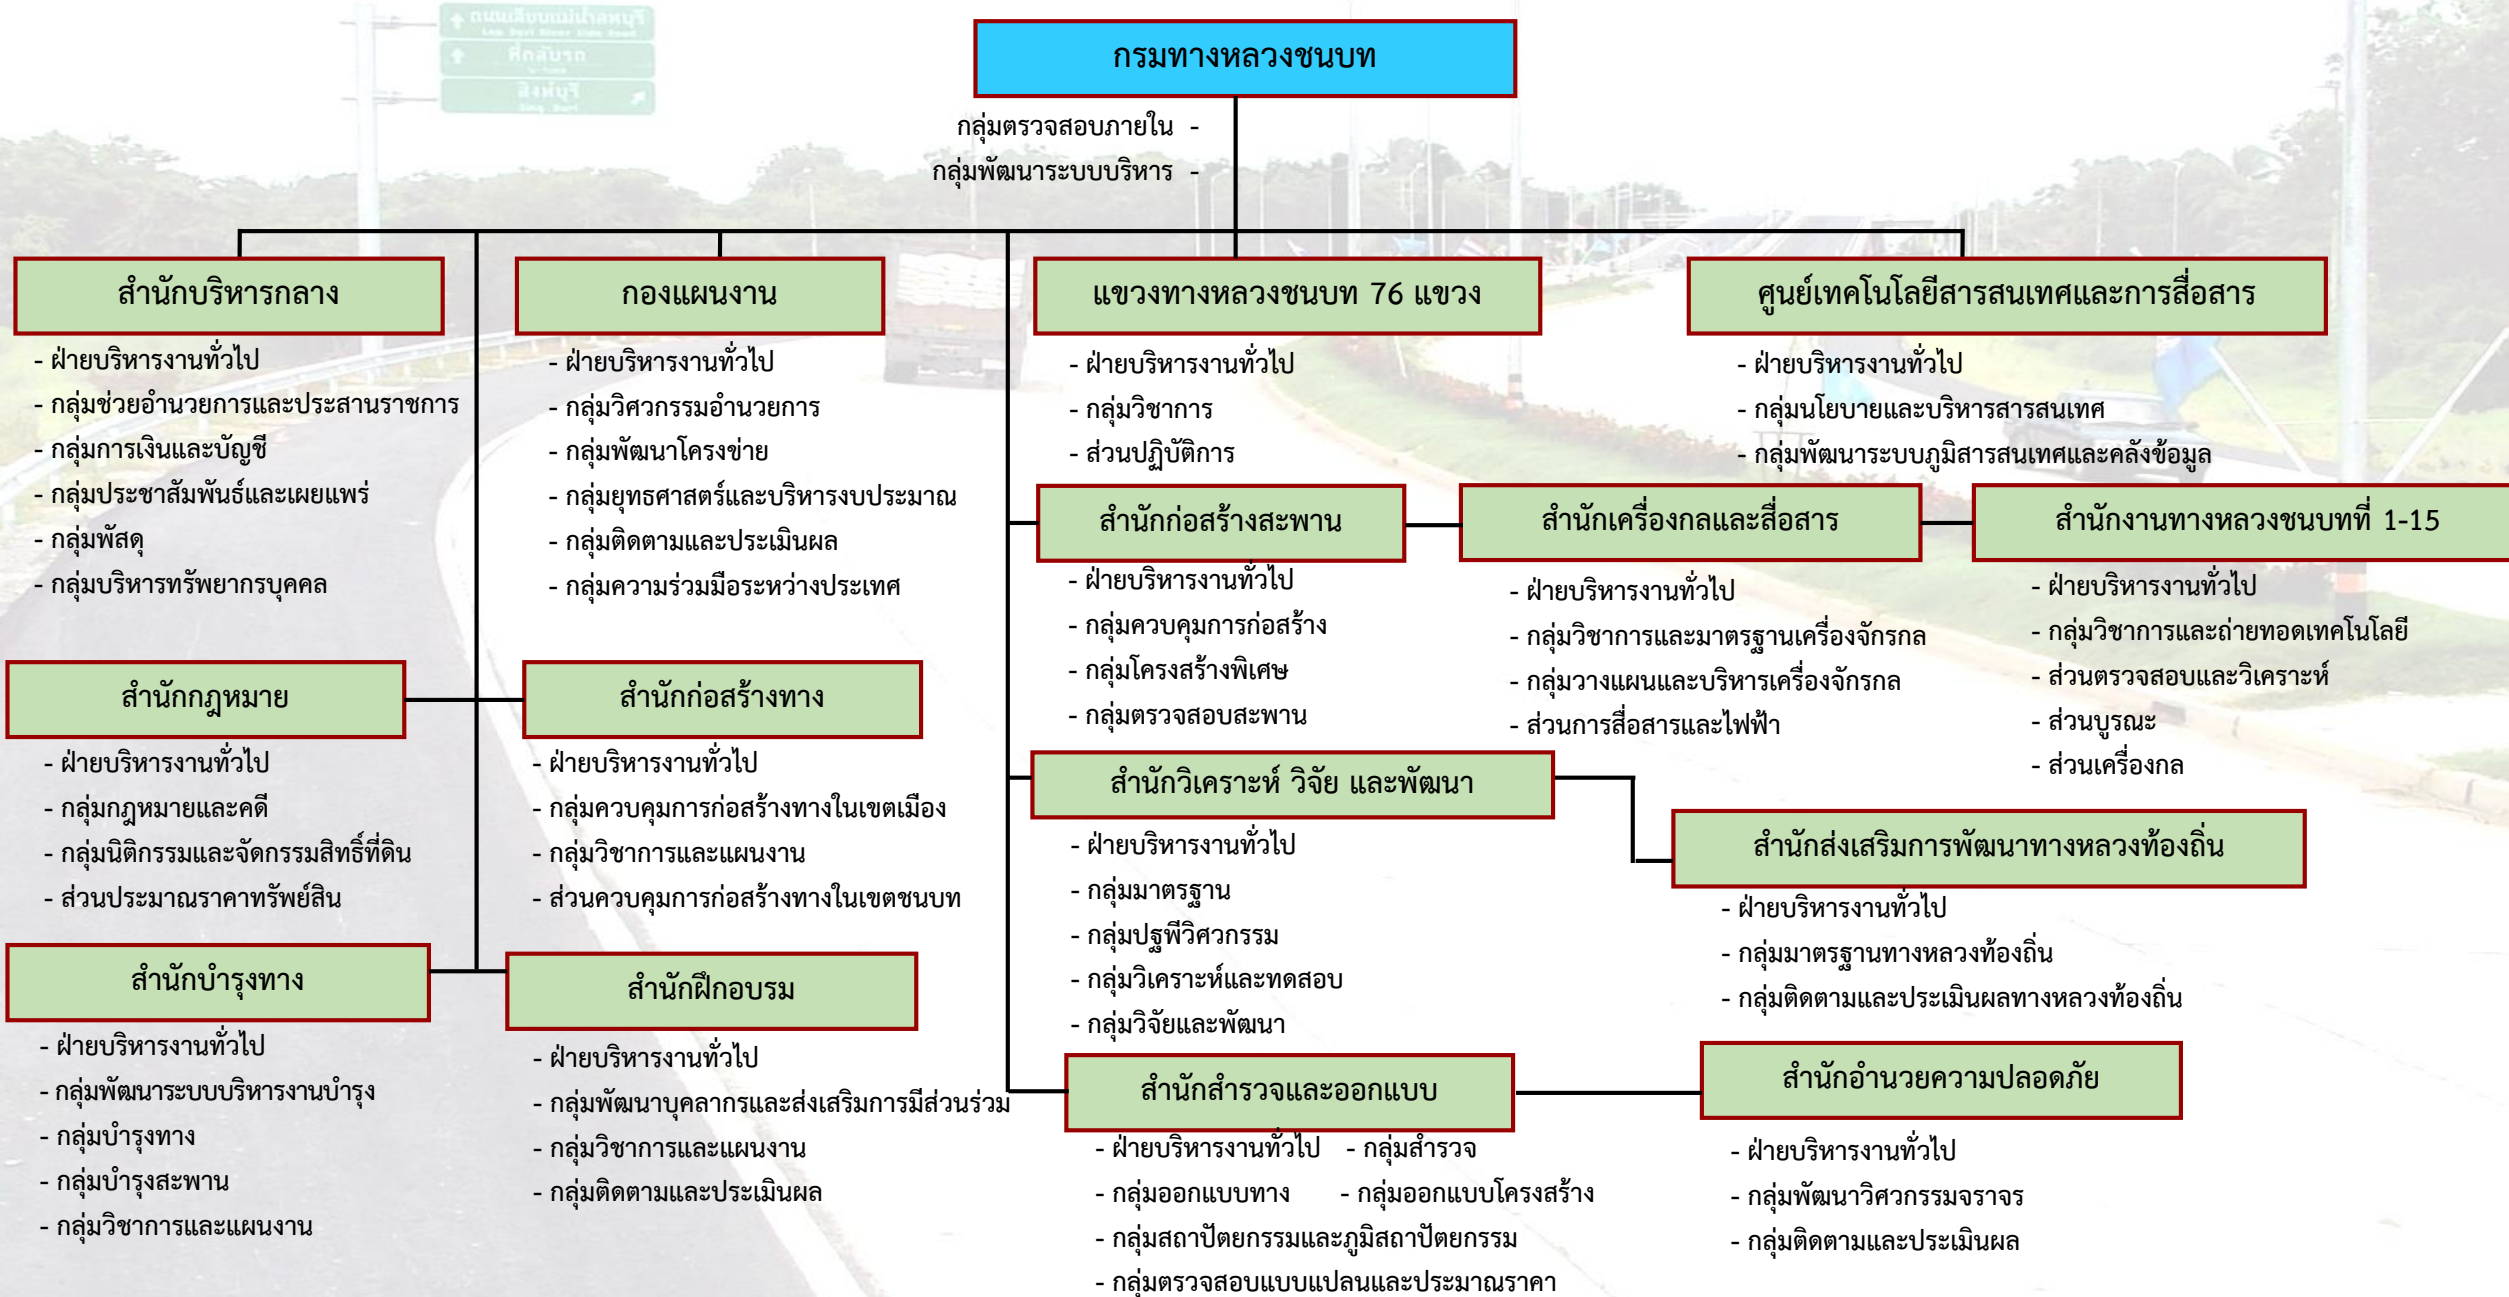 ถนนเลียบแม่น้ำลพบุรี
Lop Buri River Side Road
ที่กลับรถ
U-Turn
สิงห์บุรี
Sing Buri
กรมทางหลวงชนบท
กลุ่มตรวจสอบภายใน -
กลุ่มพัฒนาระบบบริหาร -
สำนักบริหารกลาง
- ฝ่ายบริหารงานทั่วไป
- กลุ่มช่วยอำนวยการและประสานราชการ
- กลุ่มการเงินและบัญชี
- กลุ่มประชาสัมพันธ์และเผยแพร่
- กลุ่มพัสดุ
- กลุ่มบริหารทรัพยากรบุคคล
กองแผนงาน
- ฝ่ายบริหารงานทั่วไป
- กลุ่มวิศวกรรมอำนวยการ
- กลุ่มพัฒนาโครงข่าย
- กลุ่มยุทธศาสตร์และบริหารงบประมาณ
- กลุ่มติดตามและประเมินผล
- กลุ่มความร่วมมือระหว่างประเทศ
แขวงทางหลวงชนบท 76 แขวง
- ฝ่ายบริหารงานทั่วไป
- กลุ่มวิชาการ
- ส่วนปฏิบัติการ
ศูนย์เทคโนโลยีสารสนเทศและการสื่อสาร
- ฝ่ายบริหารงานทั่วไป
- กลุ่มนโยบายและบริหารสารสนเทศ
- กลุ่มพัฒนาระบบภูมิสารสนเทศและคลังข้อมูล
สำนักก่อสร้างสะพาน
- ฝ่ายบริหารงานทั่วไป
- กลุ่มควบคุมการก่อสร้าง
- กลุ่มโครงสร้างพิเศษ
- กลุ่มตรวจสอบสะพาน
สำนักเครื่องกลและสื่อสาร
- ฝ่ายบริหารงานทั่วไป
- กลุ่มวิชาการและมาตรฐานเครื่องจักรกล
- กลุ่มวางแผนและบริหารเครื่องจักรกล
- ส่วนการสื่อสารและไฟฟ้า
สำนักงานทางหลวงชนบทที่ 1-15
- ฝ่ายบริหารงานทั่วไป
- กลุ่มวิชาการและถ่ายทอดเทคโนโลยี
- ส่วนตรวจสอบและวิเคราะห์
- ส่วนบูรณะ
- ส่วนเครื่องกล
สำนักกฎหมาย
- ฝ่ายบริหารงานทั่วไป
- กลุ่มกฎหมายและคดี
- กลุ่มนิติกรรมและจัดกรรมสิทธิ์ที่ดิน
- ส่วนประมาณราคาทรัพย์สิน
สำนักก่อสร้างทาง
- ฝ่ายบริหารงานทั่วไป
- กลุ่มควบคุมการก่อสร้างทางในเขตเมือง
- กลุ่มวิชาการและแผนงาน
- ส่วนควบคุมการก่อสร้างทางในเขตชนบท
สำนักวิเคราะห์ วิจัย และพัฒนา
- ฝ่ายบริหารงานทั่วไป
- กลุ่มมาตรฐาน
- กลุ่มปฐพีวิศวกรรม
- กลุ่มวิเคราะห์และทดสอบ
- กลุ่มวิจัยและพัฒนา
สำนักส่งเสริมการพัฒนาทางหลวงท้องถิ่น
- ฝ่ายบริหารงานทั่วไป
- กลุ่มมาตรฐานทางหลวงท้องถิ่น
- กลุ่มติดตามและประเมินผลทางหลวงท้องถิ่น
สำนักบำรุงทาง
- ฝ่ายบริหารงานทั่วไป
- กลุ่มพัฒนาระบบบริหารงานบำรุง
- กลุ่มบำรุงทาง
- กลุ่มบำรุงสะพาน
- กลุ่มวิชาการและแผนงาน
สำนักฝึกอบรม
- ฝ่ายบริหารงานทั่วไป
- กลุ่มพัฒนาบุคลากรและส่งเสริมการมีส่วนร่วม
- กลุ่มวิชาการและแผนงาน
- กลุ่มติดตามและประเมินผล
สำนักสำรวจและออกแบบ
- ฝ่ายบริหารงานทั่วไป - กลุ่มสำรวจ
- กลุ่มออกแบบทาง - กลุ่มออกแบบโครงสร้าง
- กลุ่มสถาปัตยกรรมและภูมิสถาปัตยกรรม
- กลุ่มตรวจสอบแบบแปลนและประมาณราคา
สำนักอำนวยความปลอดภัย
- ฝ่ายบริหารงานทั่วไป
- กลุ่มพัฒนาวิศวกรรมจราจร
- กลุ่มติดตามและประเมินผล